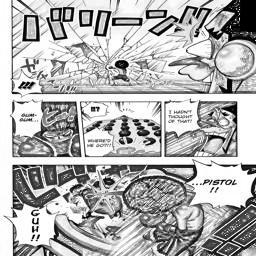 バリーン!!!
!!!
GUM-
GUM...
!!?
WHERE'D
HE GO?!
I HADN'T
THOUGHT
OF THAT!
...PISTOL
!!
GUH
!!